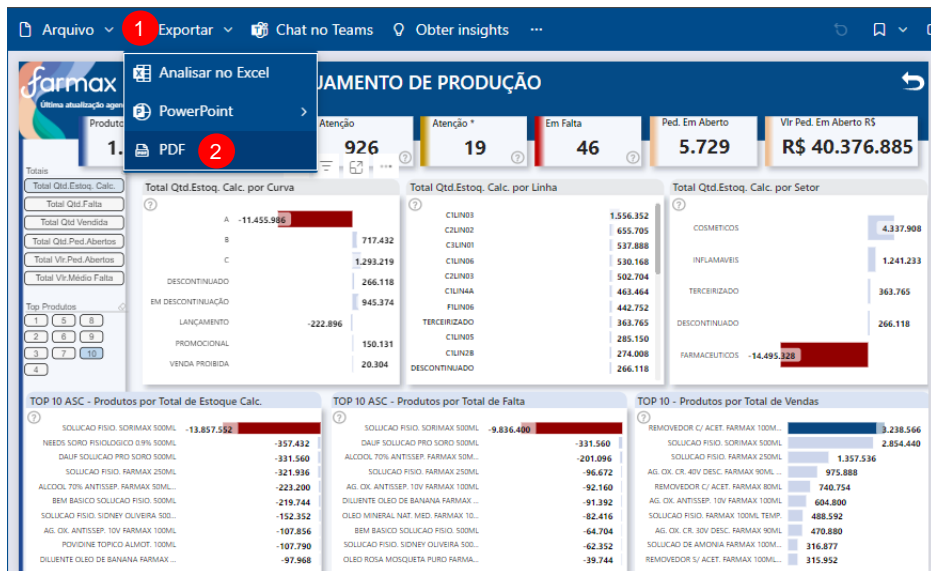 Arquivo
1
Exportar
Chat no Teams
Obter insights
...
Analisar no Excel
PowerPoint
PDF
2
farmax
JAMENTO DE PRODUÇÃO
Produto
1.
Atenção
926
Atenção *
19
Em Falta
46
Ped. Em Aberto
5.729
Vlr Ped. Em Aberto R$
R$ 40.376.885
Totais
Total Qtd.Estoq. Calc.
Total Qtd.Falta
Total Qtd Vendida
Total Qtd.Ped.Abertos
Total Vlr.Ped.Abertos
Total Vlr.Médio Falta
Top Produtos
1 5 8
2 6 9
3 7 10
4
Total Qtd.Estoq. Calc. por Curva
A -11.455.986
B 717.432
C 1.293.219
DESCONTINUADO 266.118
EM DESCONTINUAÇÃO 945.374
LANÇAMENTO -222.896
PROMOCIONAL 150.131
VENDA PROIBIDA 20.304
Total Qtd.Estoq. Calc. por Linha
C1LIN03 1.556.352
C2LIN02 655.705
C3LIN01 537.888
C1LIN06 530.168
C2LIN03 502.704
C1LIN4A 463.464
F1LIN06 442.752
TERCEIRIZADO 363.765
C1LIN05 285.150
C1LIN2B 274.008
DESCONTINUADO 266.118
Total Qtd.Estoq. Calc. por Setor
COSMETICOS 4.337.908
INFLAMAVEIS 1.241.233
TERCEIRIZADO 363.765
DESCONTINUADO 266.118
FARMACEUTICOS -14.495.328
TOP 10 ASC - Produtos por Total de Estoque Calc.
SOLUCAO FISIO. SORIMAX 500ML -13.857.552
NEEDS SORO FISIOLOGICO 0.9% 500ML -357.432
DAUF SOLUCAO PRO SORO 500ML -331.560
SOLUCAO FISIO. FARMAX 250ML -321.936
ALCOOL 70% ANTISSEP. FARMAX 50ML... -223.200
BEM BASICO SOLUCAO FISIO. 500ML -219.744
SOLUCAO FISIO. SIDNEY OLIVEIRA 500... -152.352
AG. OX. ANTISSEP. 10V FARMAX 100ML -107.856
POVIDINE TOPICO ALMOT. 100ML -107.790
DILUENTE OLEO DE BANANA FARMAX ... -97.968
TOP 10 ASC - Produtos por Total de Falta
SOLUCAO FISIO. SORIMAX 500ML -9.836.400
DAUF SOLUCAO PRO SORO 500ML -331.560
ALCOOL 70% ANTISSEP. FARMAX 50M... -201.096
SOLUCAO FISIO. FARMAX 250ML -96.672
AG. OX. ANTISSEP. 10V FARMAX 100ML -92.160
DILUENTE OLEO DE BANANA FARMAX ... -91.392
OLEO MINERAL NAT. MED. FARMAX 10... -82.416
BEM BASICO SOLUCAO FISIO. 500ML -64.704
SOLUCAO FISIO. SIDNEY OLIVEIRA 500... -62.352
OLEO ROSA MOSQUETA PURO FARMA... -39.744
TOP 10 - Produtos por Total de Vendas
REMOVEDOR C/ ACET. FARMAX 100M... 3.238.566
SOLUCAO FISIO. SORIMAX 500ML 2.854.440
SOLUCAO FISIO. FARMAX 250ML 1.357.536
AG. OX. CR. 40V DESC. FARMAX 90ML ... 975.888
REMOVEDOR C/ ACET. FARMAX 80ML 740.754
AG. OX. ANTISSEP. 10V FARMAX 100ML 604.800
SOLUCAO FISIO. FARMAX 100ML TEMP. 488.592
AG. OX. CR. 30V DESC. FARMAX 90ML 470.880
SOLUCAO DE AMONIA FARMAX 100M... 316.877
REMOVEDOR S/ ACET. FARMAX 100M... 315.952